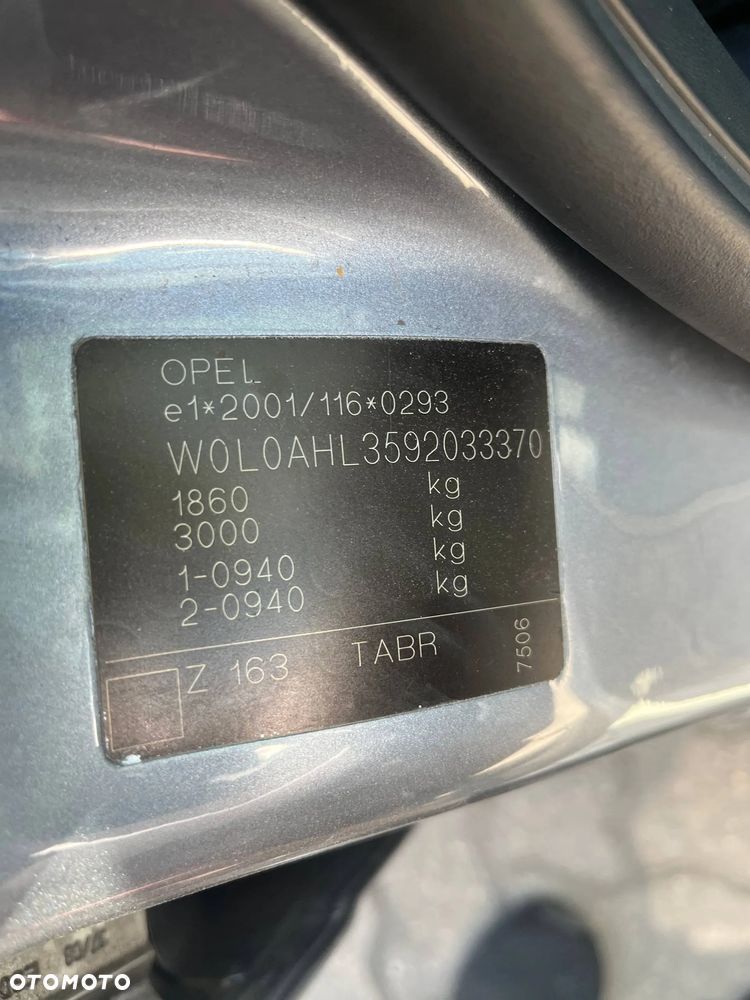 OPEL
e1*2001/116*0293
W0L0AHL3592033370
1860 kg
3000 kg
1-0940 kg
2-0940 kg
Z 163 TABR 7506
OTOMOTO